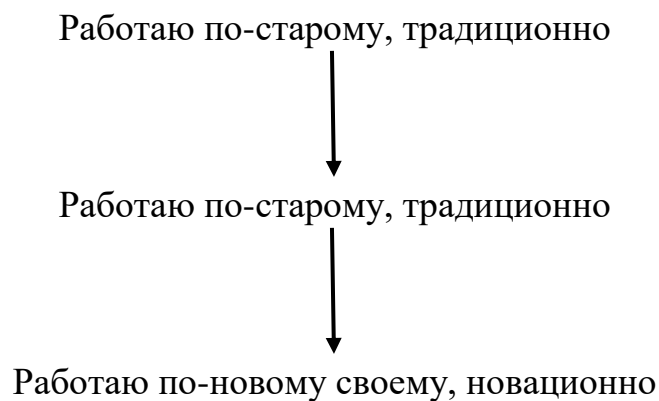 Работаю по-старому, традиционно
Работаю по-старому, традиционно
Работаю по-новому своему, новационно